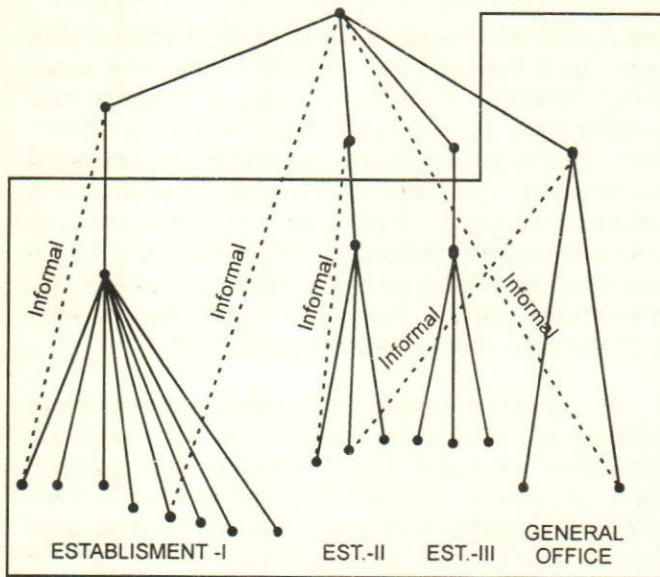 Informal
Informal
Informal
Informal
Informal
ESTABLISMENT -I
EST.-II
EST.-III
GENERAL
OFFICE